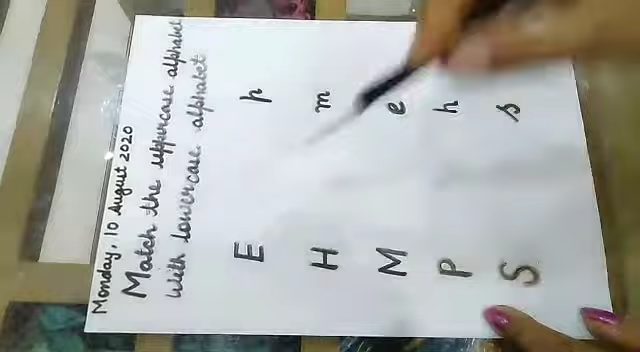 Monday, 10 August 2020
Match the uppercase alphabet
with lowercase alphabet
E p
H m
M e
P h
S s